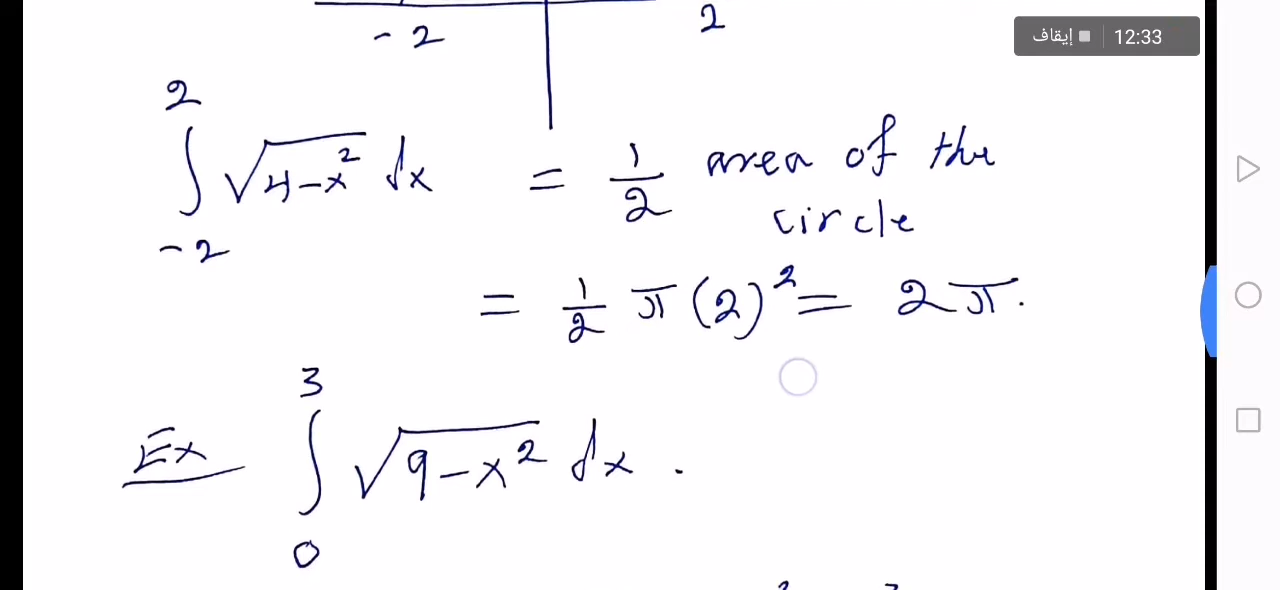 -2 2
12:33 إيقاف
∫_{-2}^{2} √(4-x²) dx = 1/2 area of the circle
= 1/2 π(2)² = 2π.
Ex ∫_{0}^{3} √(9-x²) dx.